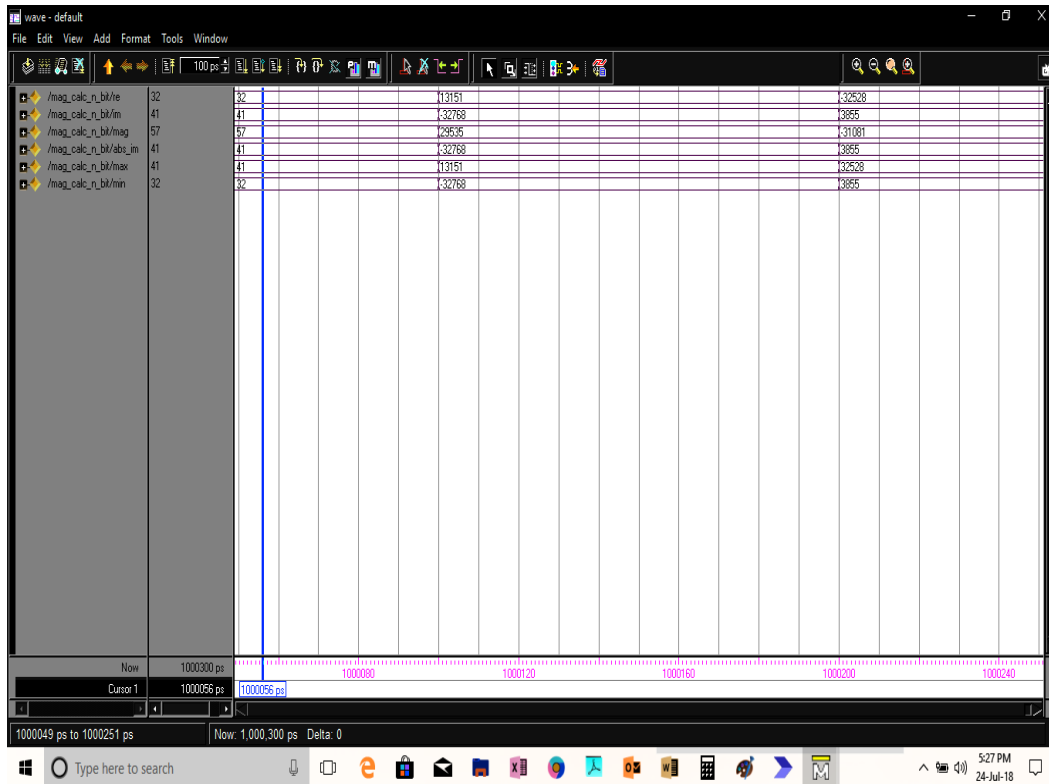 wave - default
File Edit View Add Format Tools Window
100 ps
/mag_calc_n_bit/re 32 32 13151 -32528
/mag_calc_n_bit/im 41 41 -32768 3855
/mag_calc_n_bit/mag 57 57 29535 -31081
/mag_calc_n_bit/abs_im 41 41 -32768 3855
/mag_calc_n_bit/max 41 41 13151 32528
/mag_calc_n_bit/min 32 32 -32768 3855
Now 1000300 ps 1000080 1000120 1000160 1000200 1000240
Cursor 1 1000056 ps 1000056 ps
1000049 ps to 1000251 ps Now: 1,000,300 ps Delta: 0
Type here to search 5:27 PM
24-Jul-18